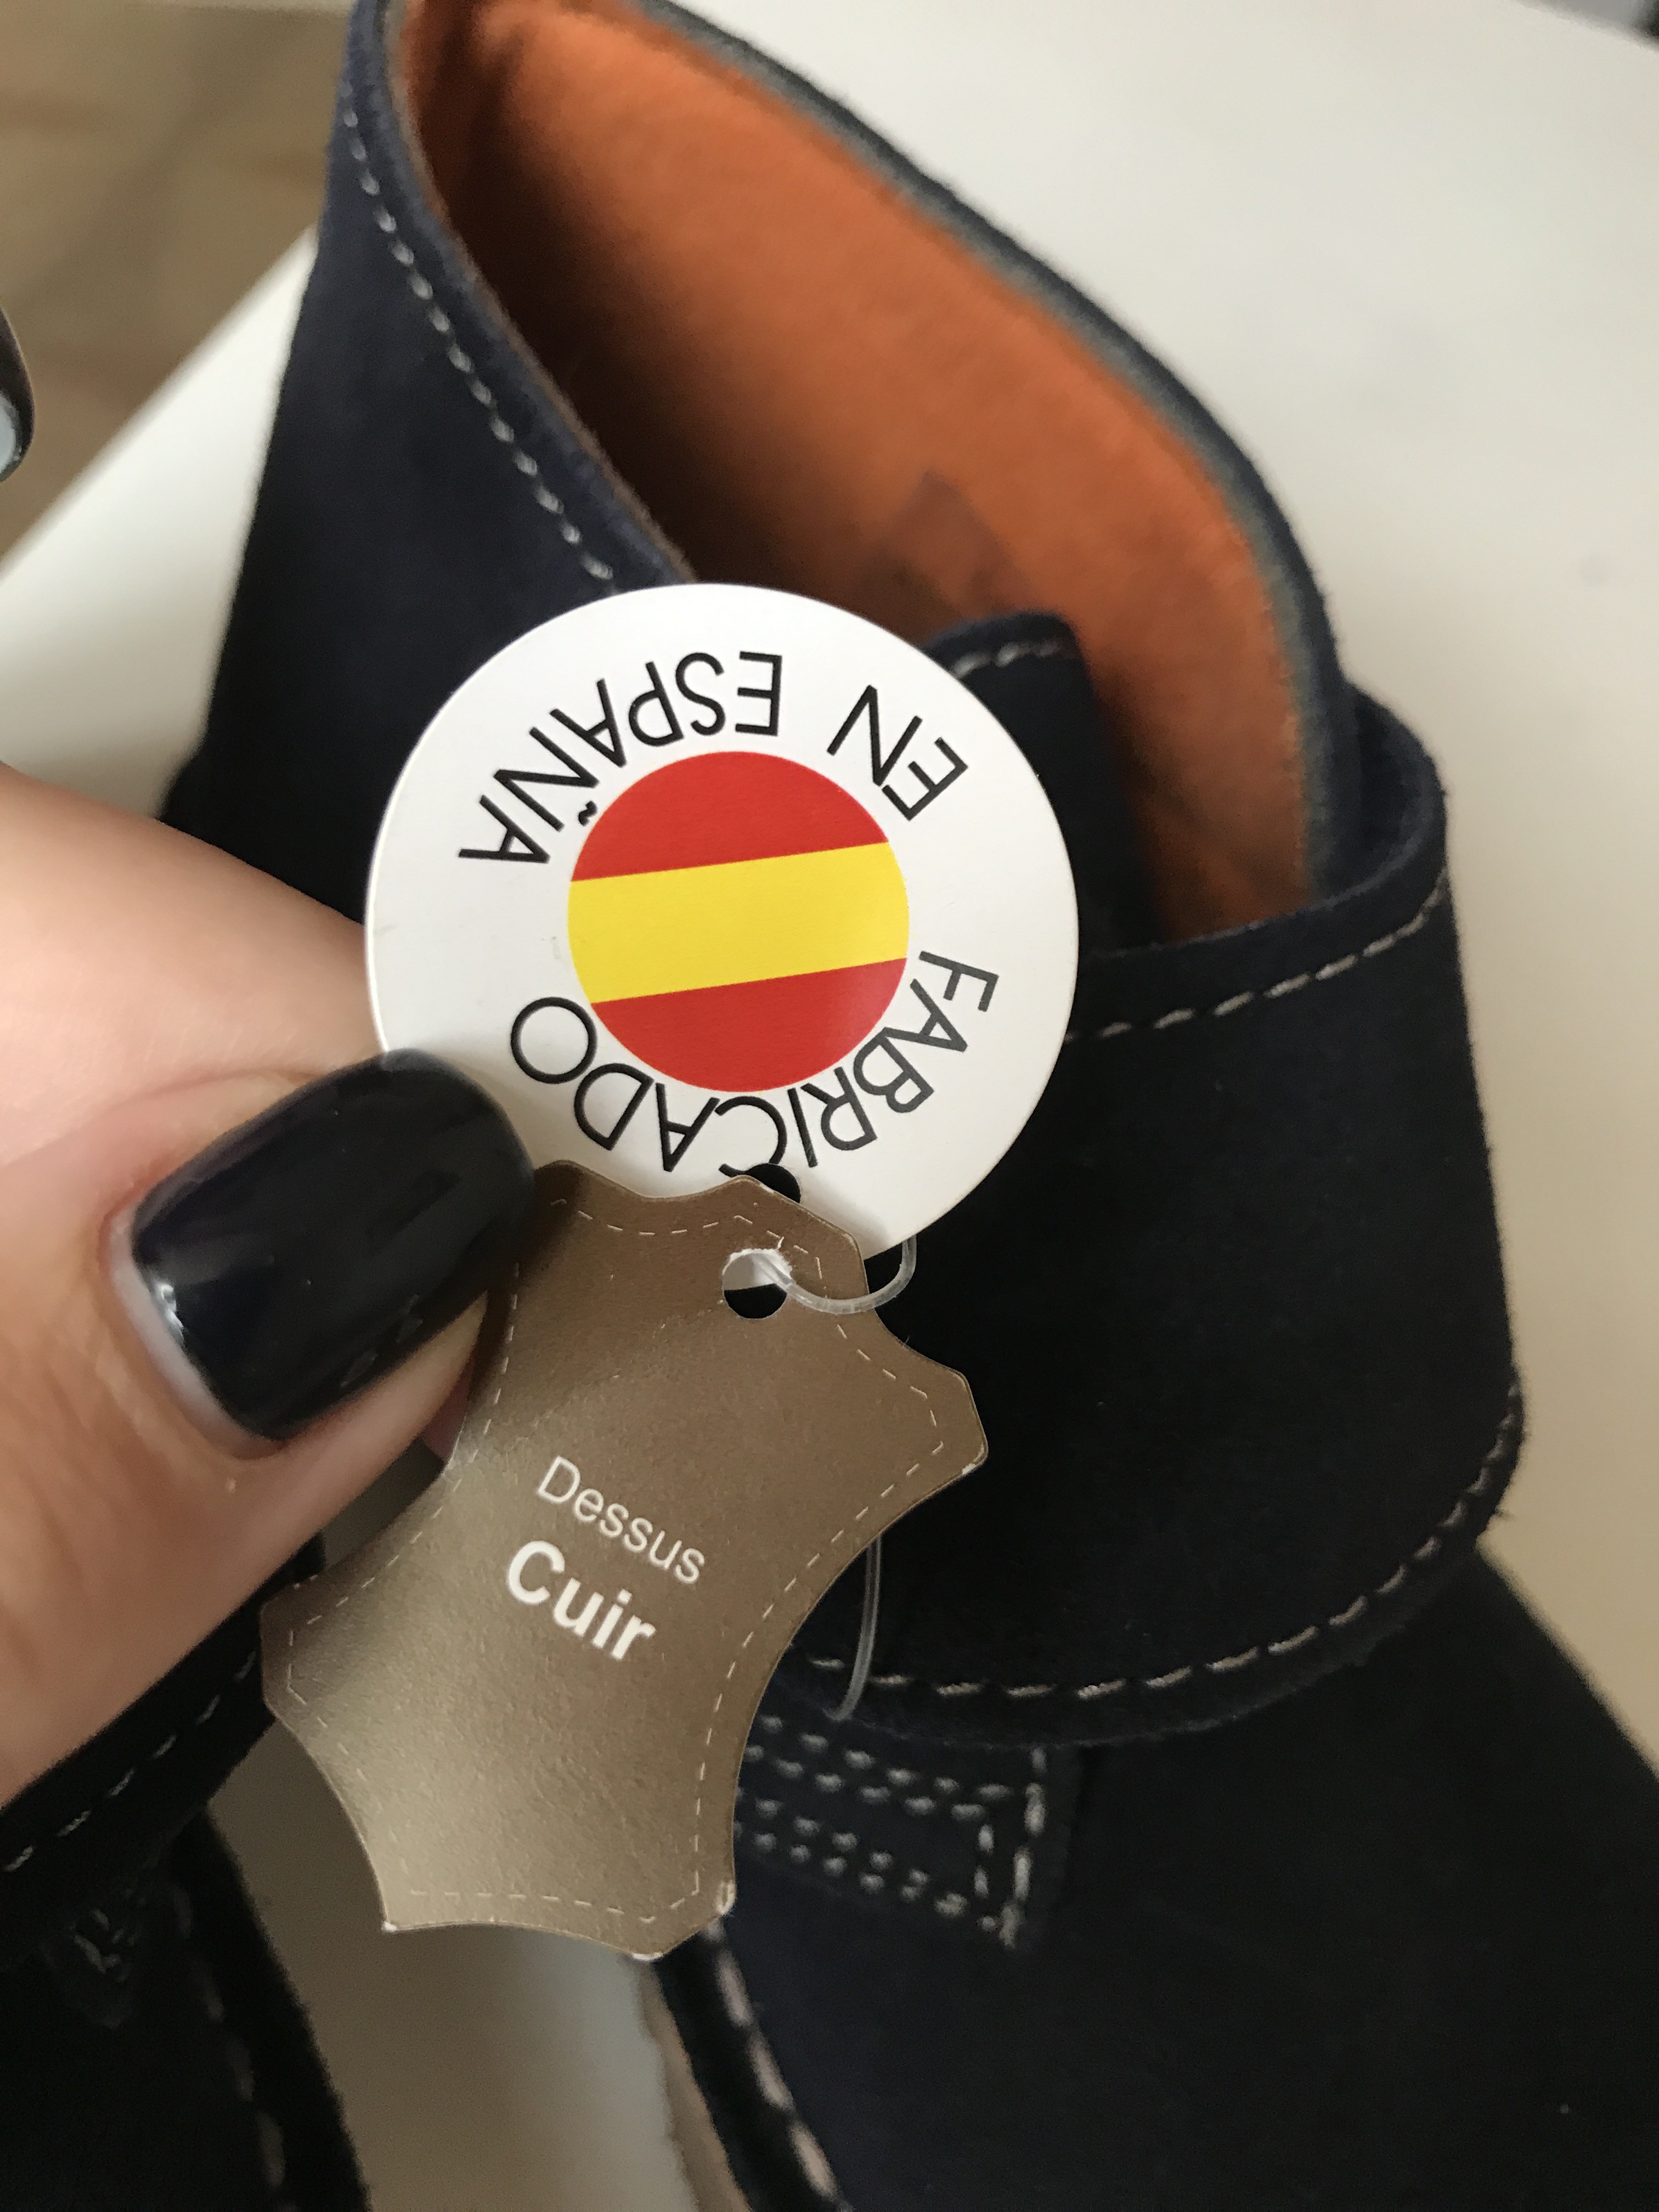 FABRICADO
EN ESPAÑA
Dessus
Cuir